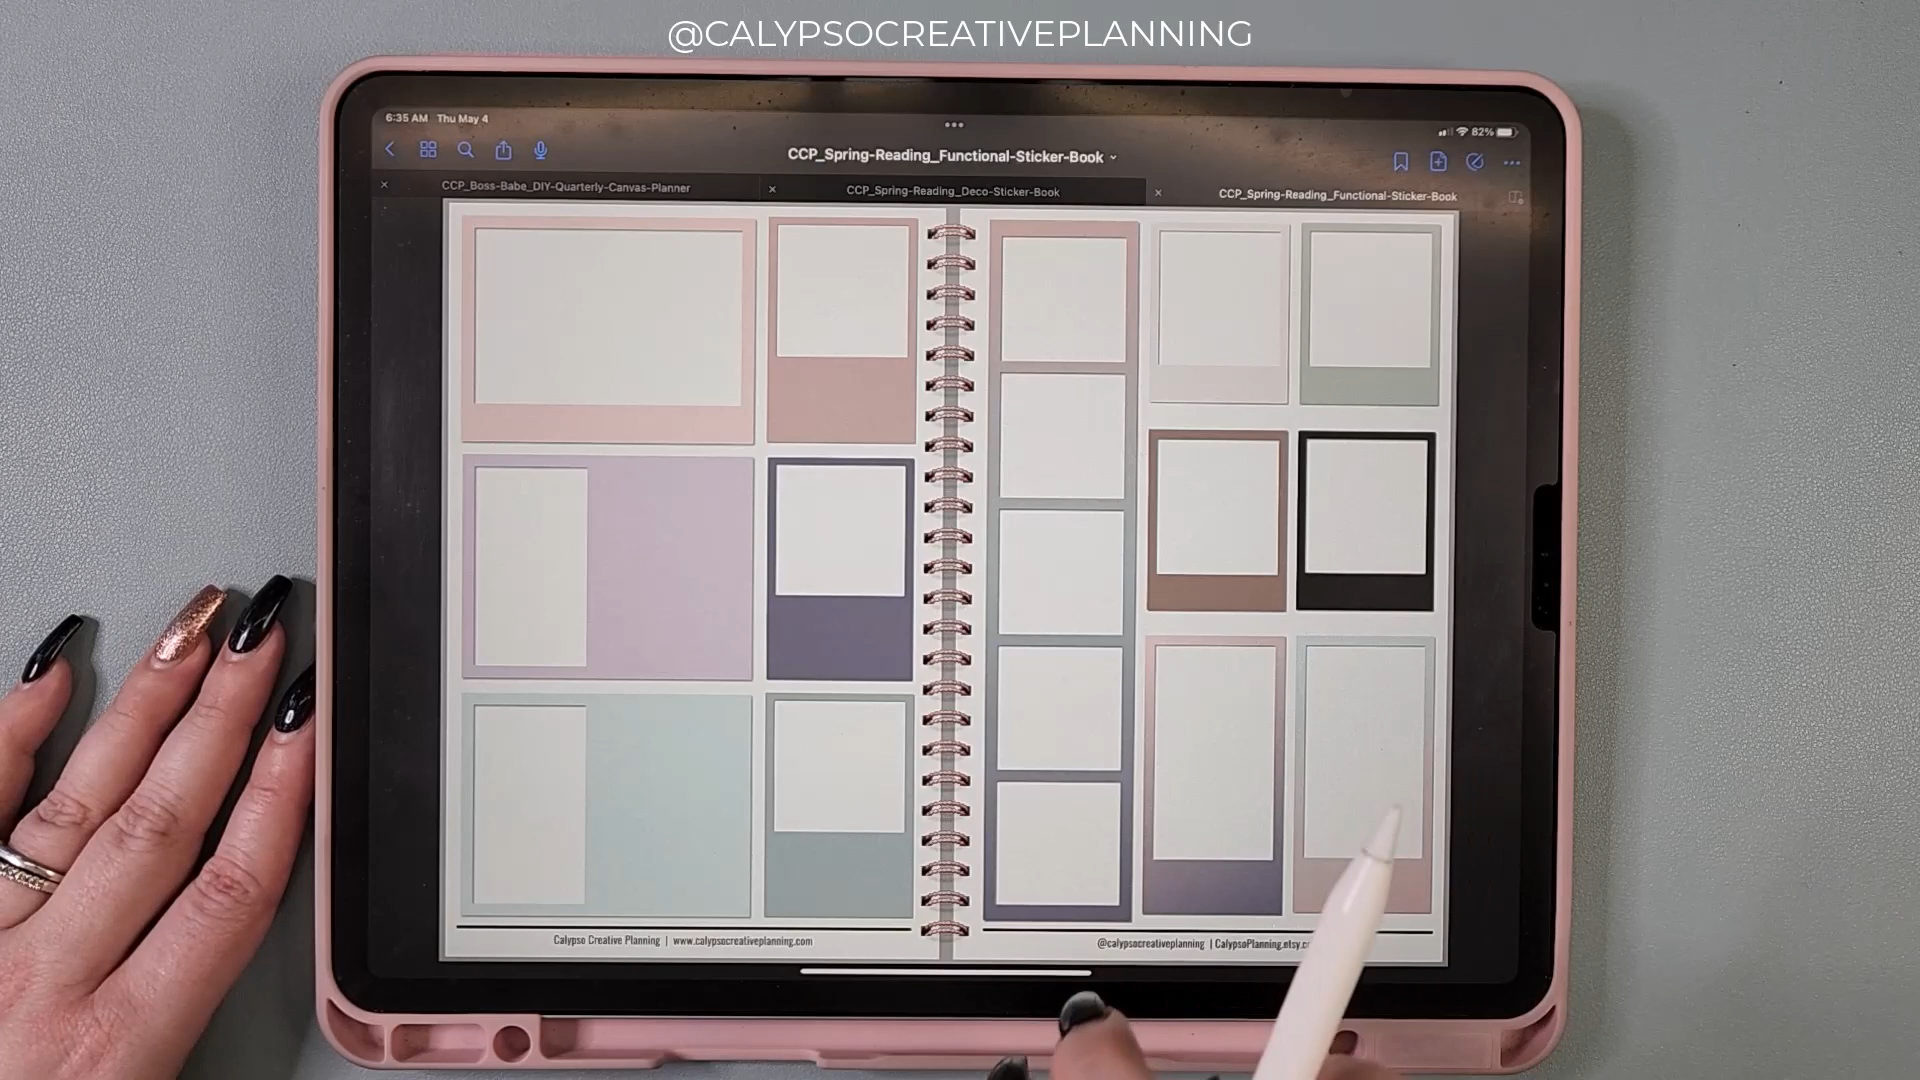 @CALYPSOCREATIVEPLANNING
6:35 AM Thu May 4
82%
CCP_Spring-Reading_Functional-Sticker-Book
CCP_Boss-Babe_DIY-Quarterly-Canvas-Planner
CCP_Spring-Reading_Deco-Sticker-Book
CCP_Spring-Reading_Functional-Sticker-Book
Calypso Creative Planning | www.calypsocreativeplanning.com
@calypsocreativeplanning | CalypsoPlanning.etsy.c